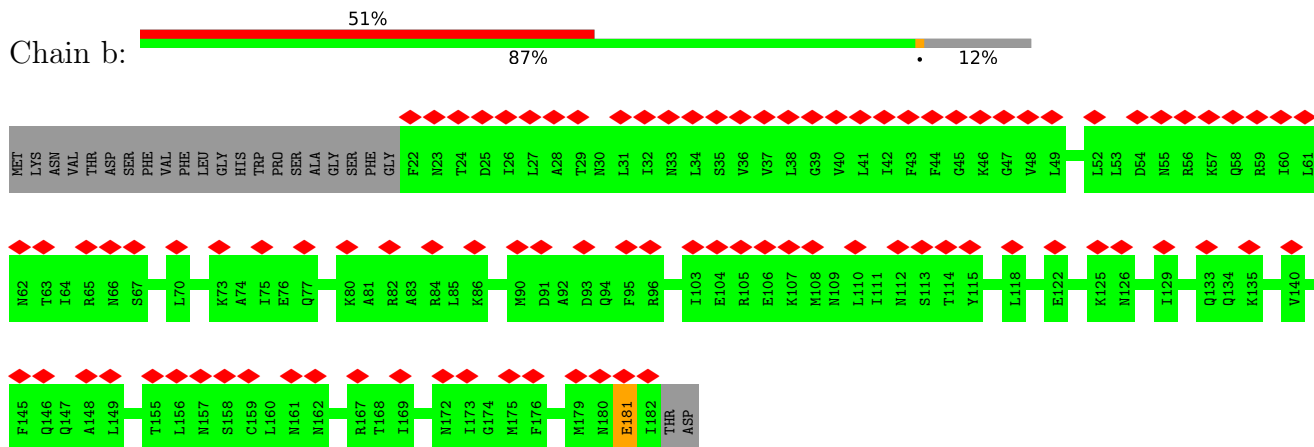 51%
Chain b:
87% • 12%
MET LYS ASN VAL THR ASP SER PHE VAL PHE LEU GLY HIS TRP PRO SER ALA GLY SER PHE GLY F22 N23 T24 D25 I26 L27 A28 T29 N30 L31 I32 N33 L34 S35 V36 V37 L38 G39 V40 L41 I42 F43 F44 G45 K46 G47 V48 L49 L52 L53 D54 N55 R56 K57 Q58 R59 I60 L61
N62 T63 I64 R65 N66 S67 L70 K73 A74 I75 E76 Q77 K80 A81 R82 A83 R84 L85 K86 M90 D91 A92 D93 Q94 F95 R96 I103 E104 R105 E106 K107 M108 N109 L110 I111 N112 S113 T114 Y115 L118 E122 K125 N126 I129 Q133 Q134 K135 V140
F145 Q146 Q147 A148 L149 T155 L156 N157 S158 C159 L160 N161 N162 R167 T168 I169 N172 I173 G174 M175 F176 M179 N180 E181 I182 THR ASP